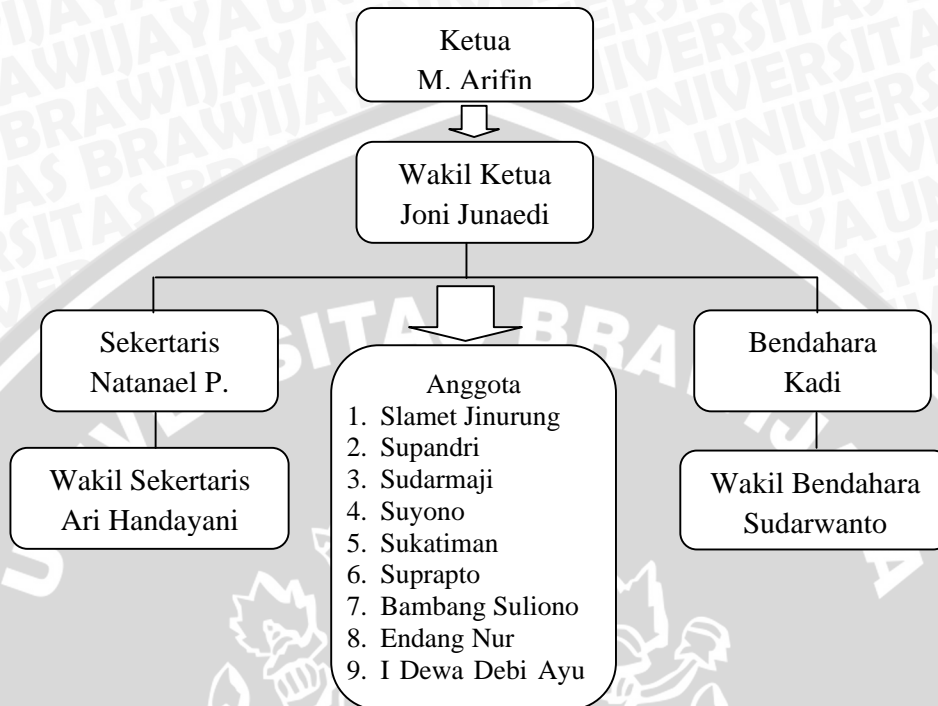 Ketua
M. Arifin
Wakil Ketua
Joni Junaedi
Sekertaris
Natanael P.
Wakil Sekertaris
Ari Handayani
Anggota
1. Slamet Jinurung
2. Supandri
3. Sudarmaji
4. Suyono
5. Sukatiman
6. Suprapto
7. Bambang Suliono
8. Endang Nur
9. I Dewa Debi Ayu
Bendahara
Kadi
Wakil Bendahara
Sudarwanto